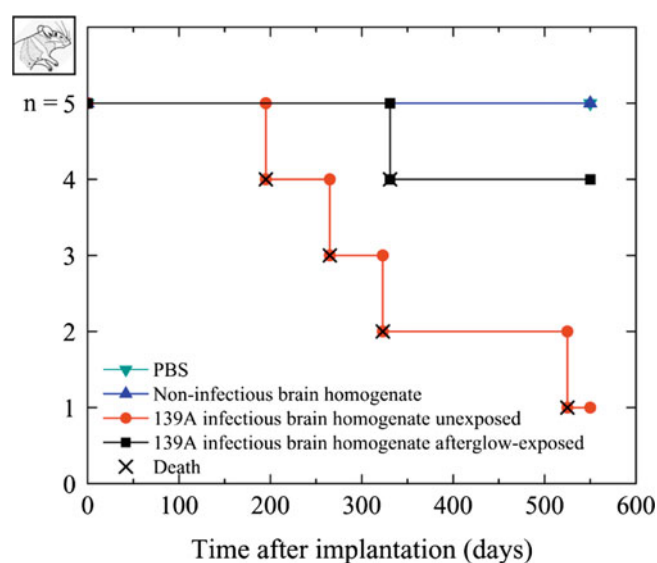 n = 5
4
3
2
1
0
PBS
Non-infectious brain homogenate
139A infectious brain homogenate unexposed
139A infectious brain homogenate afterglow-exposed
Death
0 100 200 300 400 500 600
Time after implantation (days)